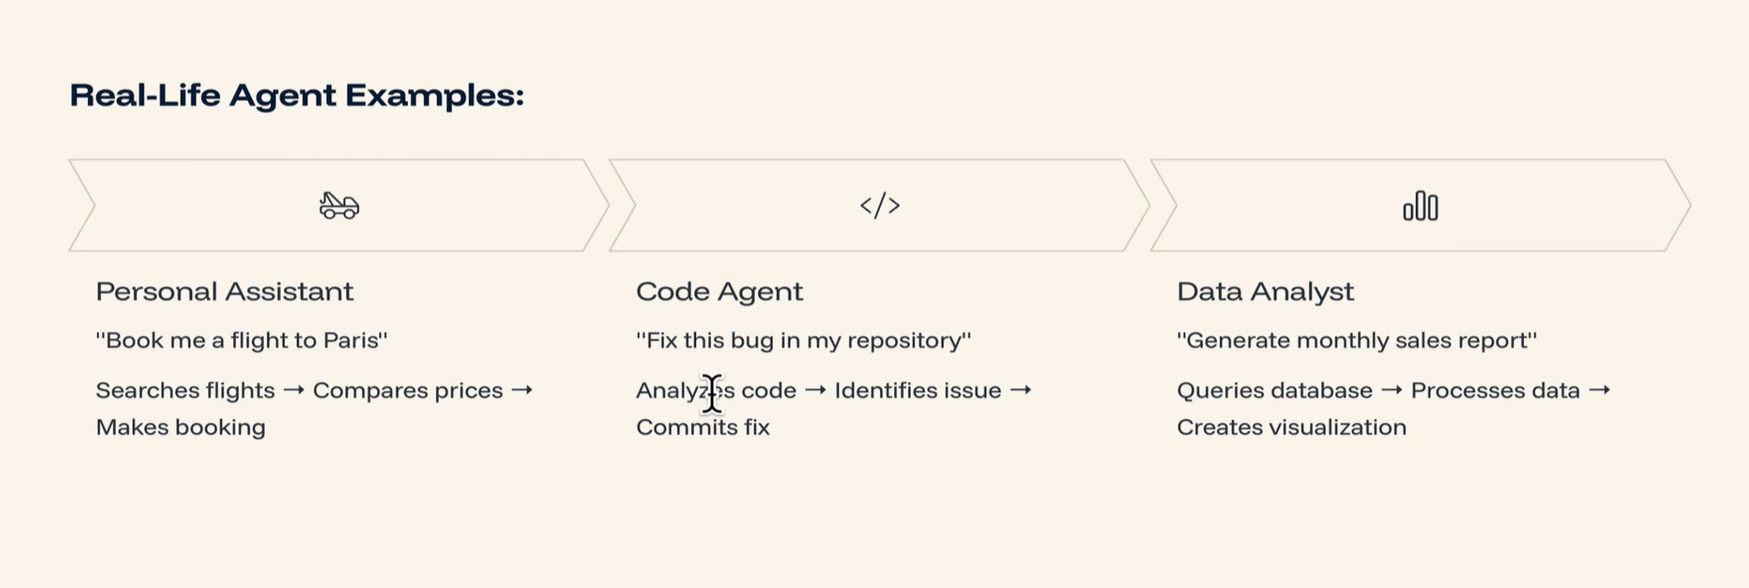 Real-Life Agent Examples:
</>
Personal Assistant
"Book me a flight to Paris"
Searches flights → Compares prices →
Makes booking
Code Agent
"Fix this bug in my repository"
Analyzes code → Identifies issue →
Commits fix
Data Analyst
"Generate monthly sales report"
Queries database → Processes data →
Creates visualization